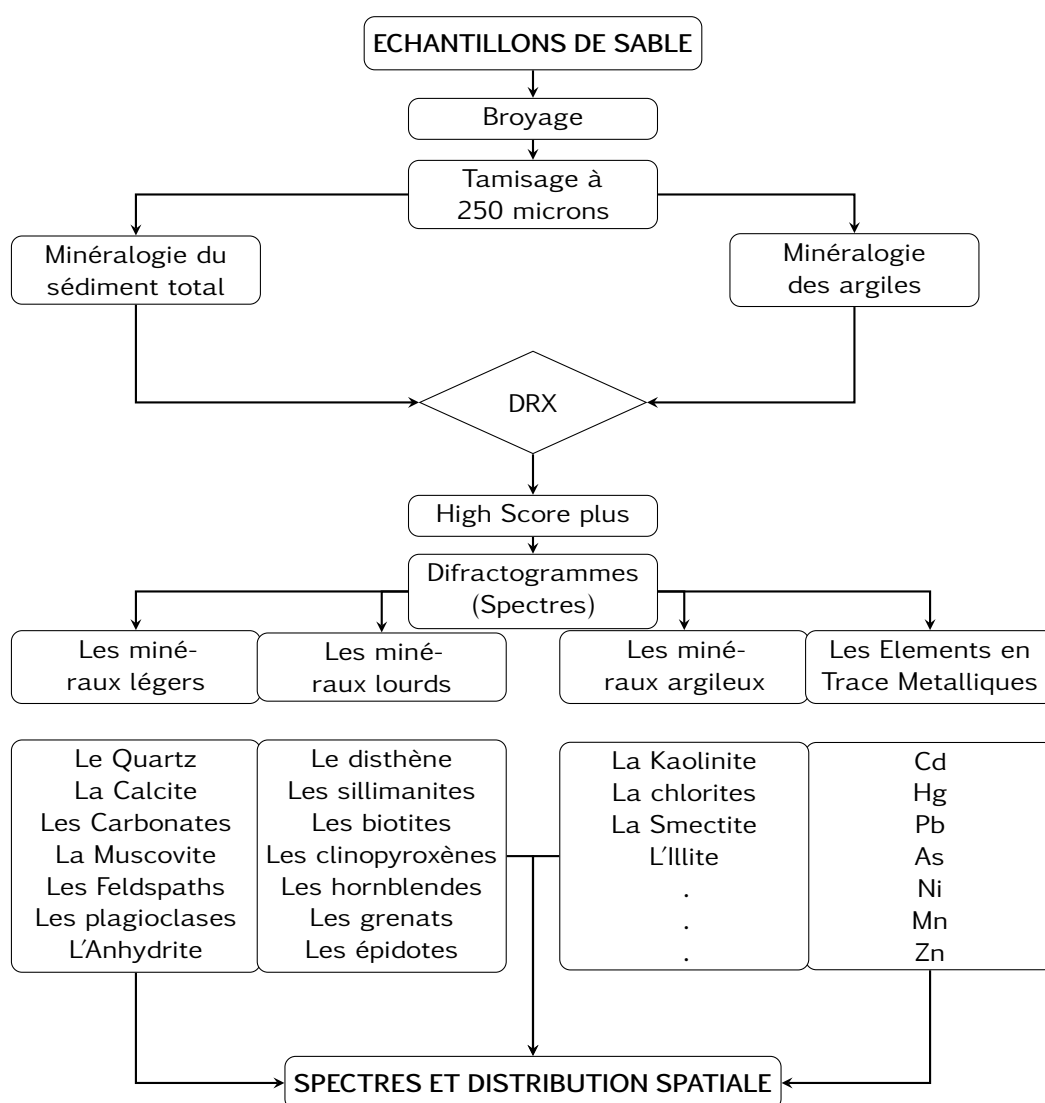 ECHANTILLONS DE SABLE
Broyage
Tamisage à
250 microns
Minéralogie du
sédiment total
Minéralogie
des argiles
DRX
High Score plus
Difractogrammes
(Spectres)
Les miné-
raux légers
Les miné-
raux lourds
Les miné-
raux argileux
Les Elements en
Trace Metalliques
Le Quartz
La Calcite
Les Carbonates
La Muscovite
Les Feldspaths
Les plagioclases
L'Anhydrite
Le disthène
Les sillimanites
Les biotites
Les clinopyroxènes
Les hornblendes
Les grenats
Les épidotes
La Kaolinite
La chlorites
La Smectite
L'Illite
.
.
.
Cd
Hg
Pb
As
Ni
Mn
Zn
SPECTRES ET DISTRIBUTION SPATIALE